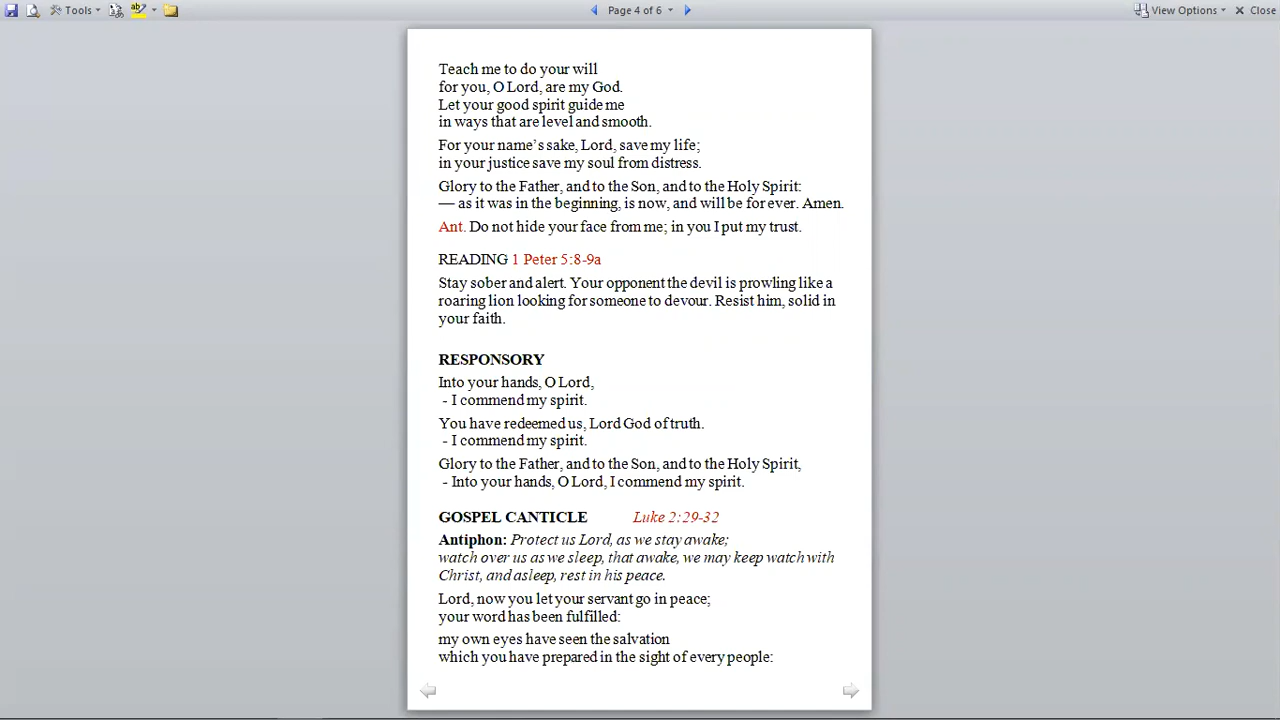 Tools
Page 4 of 6
View Options
Close
Teach me to do your will
for you, O Lord, are my God.
Let your good spirit guide me
in ways that are level and smooth.
For your name's sake, Lord, save my life;
in your justice save my soul from distress.
Glory to the Father, and to the Son, and to the Holy Spirit:
— as it was in the beginning, is now, and will be for ever. Amen.
Ant. Do not hide your face from me; in you I put my trust.
READING 1 Peter 5:8-9a
Stay sober and alert. Your opponent the devil is prowling like a
roaring lion looking for someone to devour. Resist him, solid in
your faith.
RESPONSORY
Into your hands, O Lord,
- I commend my spirit.
You have redeemed us, Lord God of truth.
- I commend my spirit.
Glory to the Father, and to the Son, and to the Holy Spirit,
- Into your hands, O Lord, I commend my spirit.
GOSPEL CANTICLE Luke 2:29-32
Antiphon: Protect us Lord, as we stay awake;
watch over us as we sleep, that awake, we may keep watch with
Christ, and asleep, rest in his peace.
Lord, now you let your servant go in peace;
your word has been fulfilled:
my own eyes have seen the salvation
which you have prepared in the sight of every people: